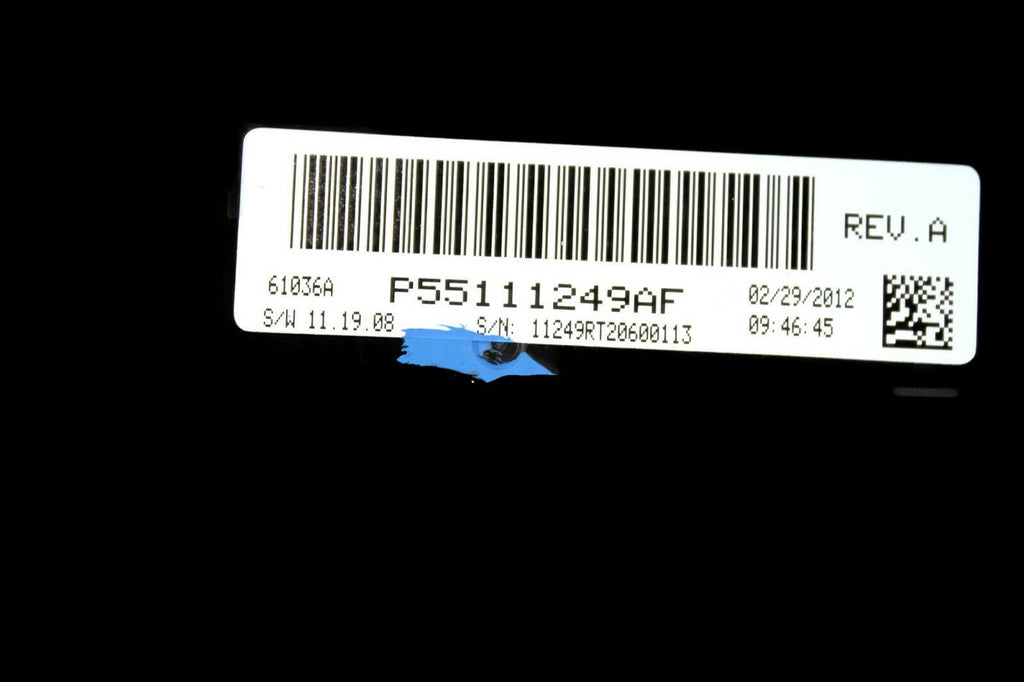 REV.A
61036A P55111249AF 02/29/2012
S/W 11.19.08 S/N: 11249RT20600113 09:46:45